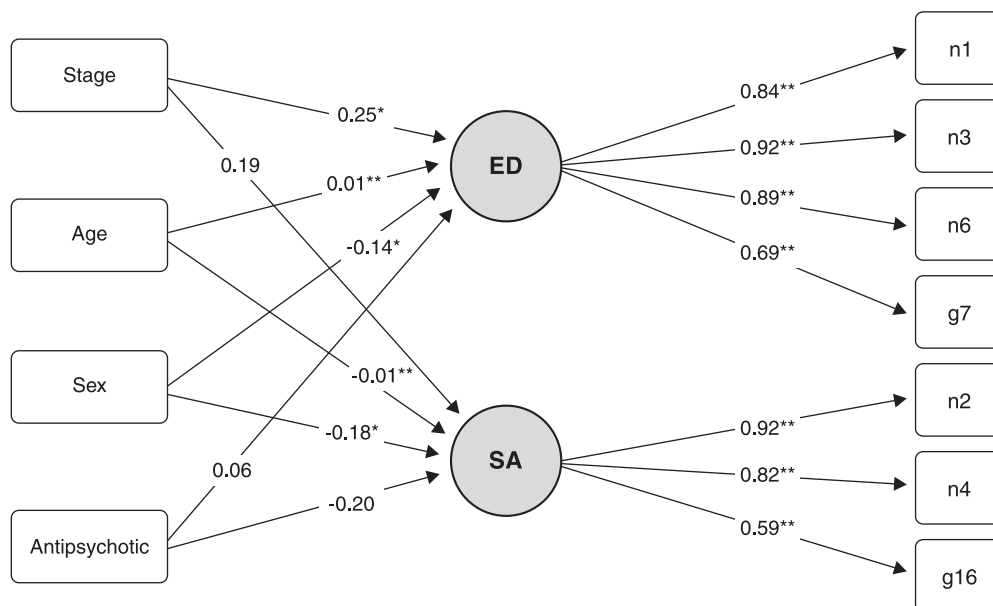 Stage
Age
Sex
Antipsychotic
0.25*
0.19
0.01**
-0.14*
-0.01**
-0.18*
0.06
-0.20
ED
SA
0.84**
0.92**
0.89**
0.69**
0.92**
0.82**
0.59**
n1
n3
n6
g7
n2
n4
g16